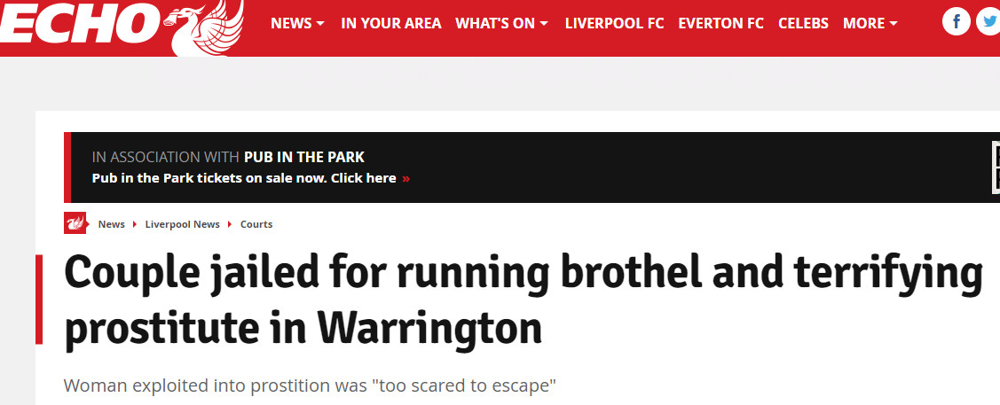 ECHO
NEWS IN YOUR AREA WHAT'S ON LIVERPOOL FC EVERTON FC CELEBS MORE
IN ASSOCIATION WITH PUB IN THE PARK
Pub in the Park tickets on sale now. Click here »
News Liverpool News Courts
Couple jailed for running brothel and terrifying
prostitute in Warrington
Woman exploited into prostition was "too scared to escape"